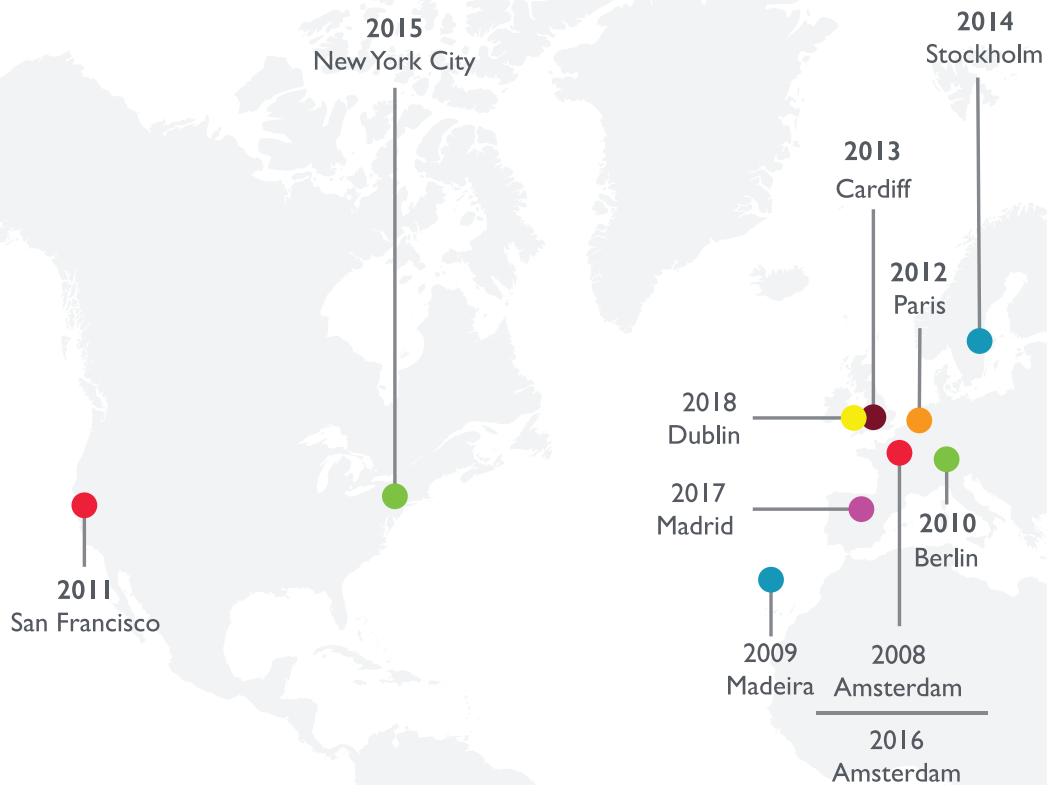 2015
New York City
2014
Stockholm
2013
Cardiff
2012
Paris
2018
Dublin
2017
Madrid
2010
Berlin
2011
San Francisco
2009
Madeira
2008
Amsterdam
2016
Amsterdam